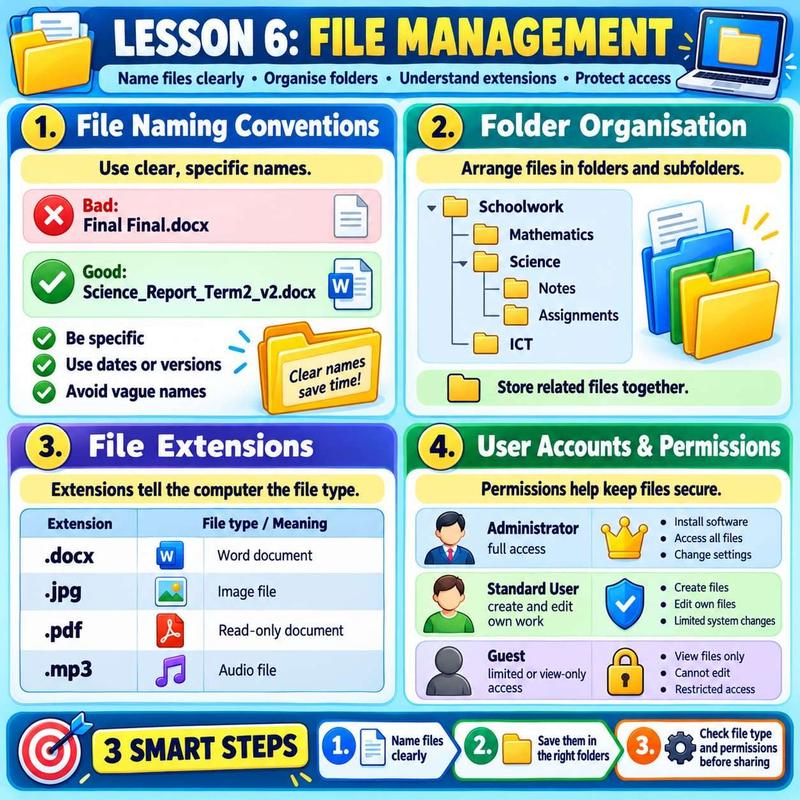 LESSON 6: FILE MANAGEMENT
Name files clearly • Organise folders • Understand extensions • Protect access
1. File Naming Conventions
Use clear, specific names.
Bad:
Final Final.docx
Good:
Science_Report_Term2_v2.docx
W
Be specific
Use dates or versions
Avoid vague names
Clear names
save time!
2. Folder Organisation
Arrange files in folders and subfolders.
Schoolwork
Mathematics
Science
Notes
Assignments
ICT
Store related files together.
3. File Extensions
Extensions tell the computer the file type.
Extension File type / Meaning
.docx W Word document
.jpg Image file
.pdf Read-only document
.mp3 Audio file
4. User Accounts & Permissions
Permissions help keep files secure.
Administrator
full access
• Install software
• Access all files
• Change settings
Standard User
create and edit
own work
• Create files
• Edit own files
• Limited system changes
Guest
limited or view-only
access
• View files only
• Cannot edit
• Restricted access
3 SMART STEPS
1. Name files
clearly
2. Save them in
the right folders
3. Check file type
and permissions
before sharing